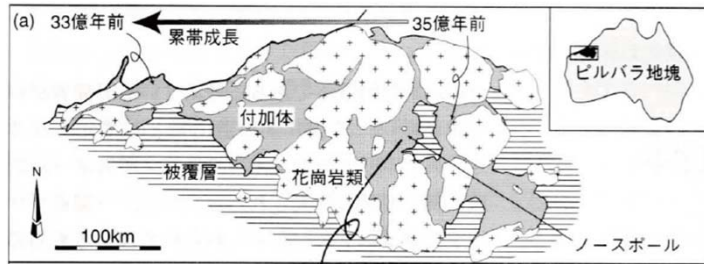 (a) 33億年前
35億年前
累帯成長
ピルバラ地塊
付加体
被覆層
花崗岩類
N
100km
ノースポール